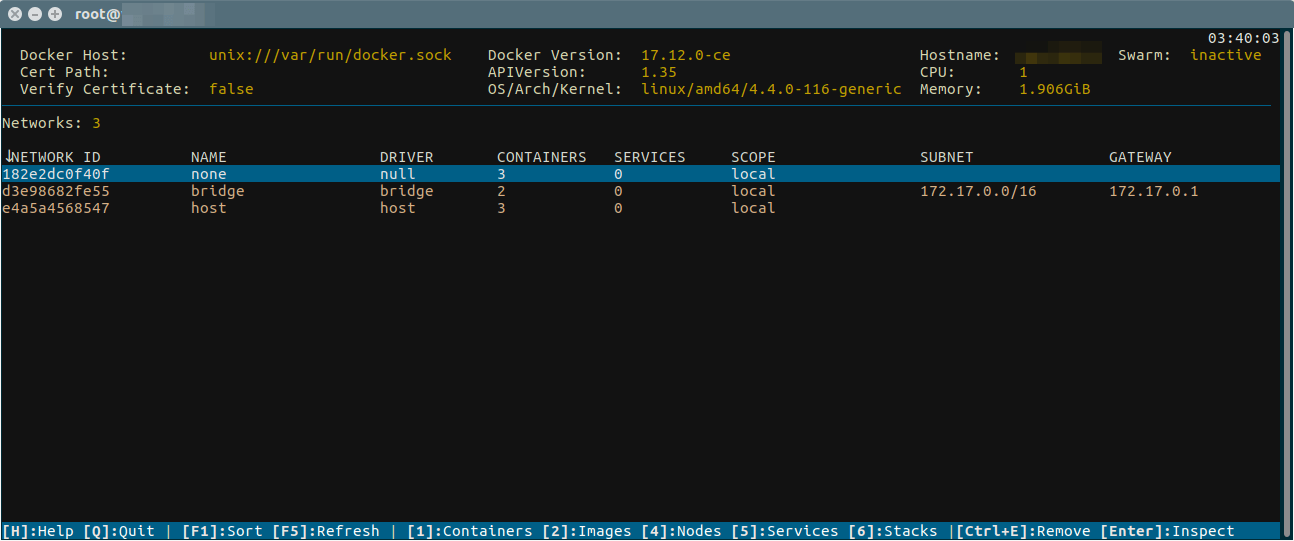 root@
03:40:03
Docker Host: unix:///var/run/docker.sock Docker Version: 17.12.0-ce Hostname: Swarm: inactive
Cert Path: APIVersion: 1.35 CPU: 1
Verify Certificate: false OS/Arch/Kernel: linux/amd64/4.4.0-116-generic Memory: 1.906GiB
Networks: 3
↓NETWORK ID NAME DRIVER CONTAINERS SERVICES SCOPE SUBNET GATEWAY
182e2dc0f40f none null 3 0 local
d3e98682fe55 bridge bridge 2 0 local 172.17.0.0/16 172.17.0.1
e4a5a4568547 host host 3 0 local
[H]:Help [Q]:Quit | [F1]:Sort [F5]:Refresh | [1]:Containers [2]:Images [4]:Nodes [5]:Services [6]:Stacks |[Ctrl+E]:Remove [Enter]:Inspect